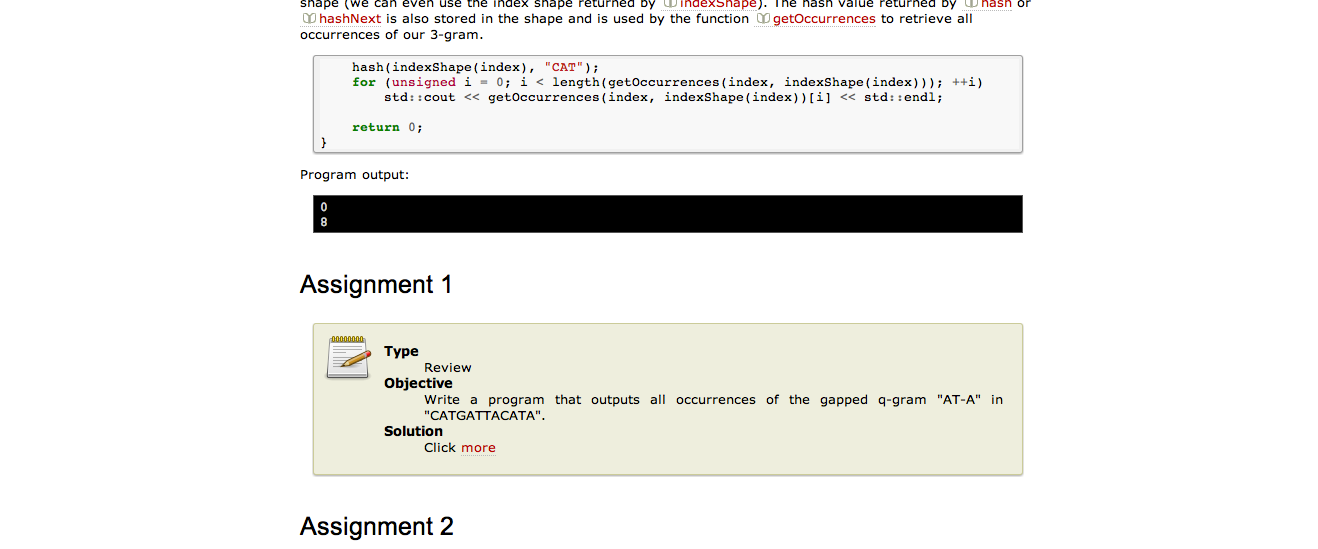 shape (we can even use the index shape returned by indexShape). The hash value returned by hash or
hashNext is also stored in the shape and is used by the function getOccurrences to retrieve all
occurrences of our 3-gram.
hash(indexShape(index), "CAT");
for (unsigned i = 0; i < length(getOccurrences(index, indexShape(index))); ++i)
std::cout << getOccurrences(index, indexShape(index))[i] << std::endl;
return 0;
}
Program output:
0
8
Assignment 1
Type
Review
Objective
Write a program that outputs all occurrences of the gapped q-gram "AT-A" in
"CATGATTACATA".
Solution
Click more
Assignment 2